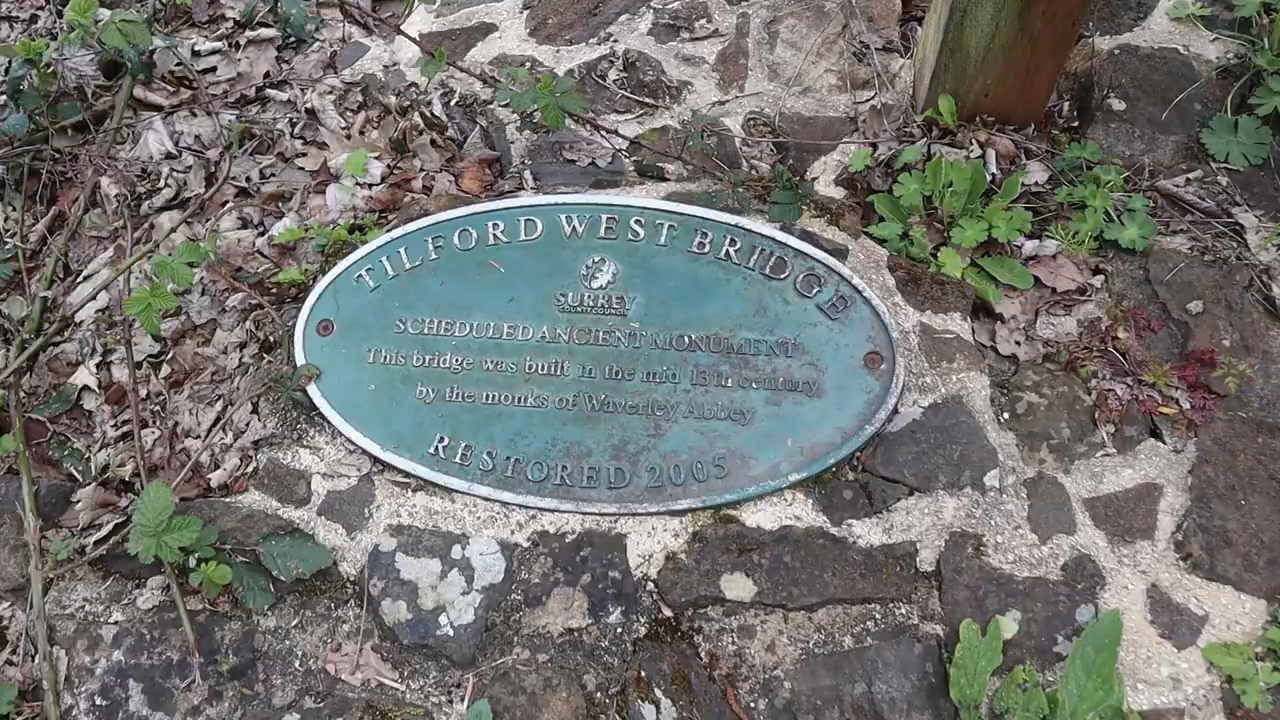 TILFORD WEST BRIDGE
SURREY
COUNTY COUNCIL
SCHEDULED ANCIENT MONUMENT
This bridge was built in the mid 13th century
by the monks of Waverley Abbey
RESTORED 2005